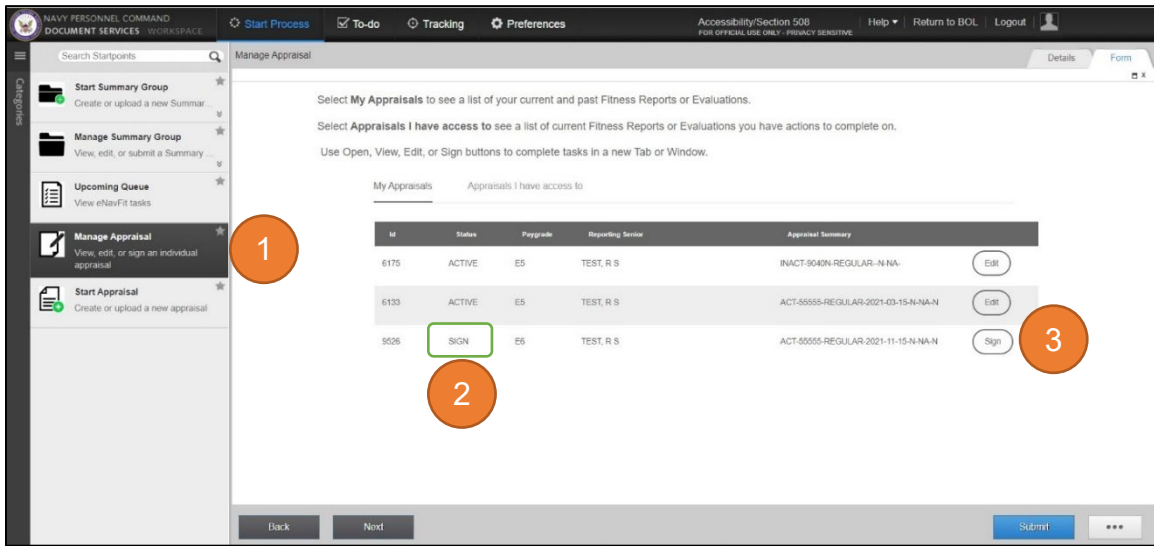 NAVY PERSONNEL COMMAND
DOCUMENT SERVICES WORKSPACE
Start Process
To-do
Tracking
Preferences
Accessibility/Section 508
FOR OFFICIAL USE ONLY - PRIVACY SENSITIVE
Help
Return to BOL
Logout
Categories
Search Startpoints
Start Summary Group
Create or upload a new Summar...
Manage Summary Group
View, edit, or submit a Summary ...
Upcoming Queue
View eNavFit tasks
Manage Appraisal
View, edit, or sign an individual
appraisal
Start Appraisal
Create or upload a new appraisal
1
Manage Appraisal
Details
Form
x
Select My Appraisals to see a list of your current and past Fitness Reports or Evaluations.
Select Appraisals I have access to see a list of current Fitness Reports or Evaluations you have actions to complete on.
Use Open, View, Edit, or Sign buttons to complete tasks in a new Tab or Window.
My Appraisals Appraisals I have access to
Id Status Paygrade Reporting Senior Appraisal Summary
6175 ACTIVE E5 TEST, R S INACT-9040N-REGULAR--N-NA- Edit
6133 ACTIVE E5 TEST, R S ACT-55555-REGULAR-2021-03-15-N-NA-N Edit
9526 SIGN E6 TEST, R S ACT-55555-REGULAR-2021-11-15-N-NA-N Sign
3
2
Back
Next
Submit
...